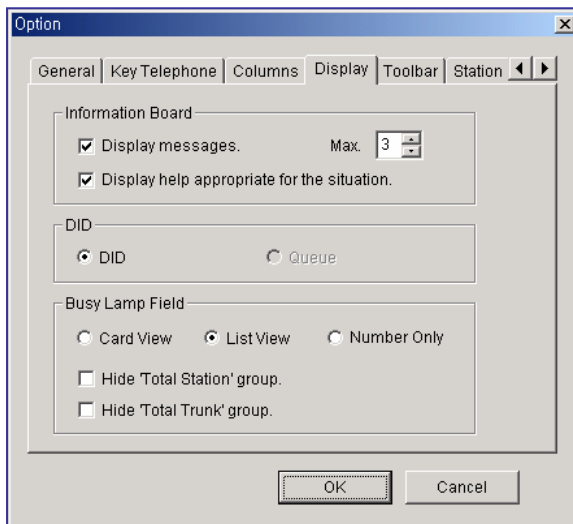 Option
General Key Telephone Columns Display Toolbar Station
Information Board
Display messages. Max. 3
Display help appropriate for the situation.
DID
DID Queue
Busy Lamp Field
Card View List View Number Only
Hide 'Total Station' group.
Hide 'Total Trunk' group.
OK Cancel